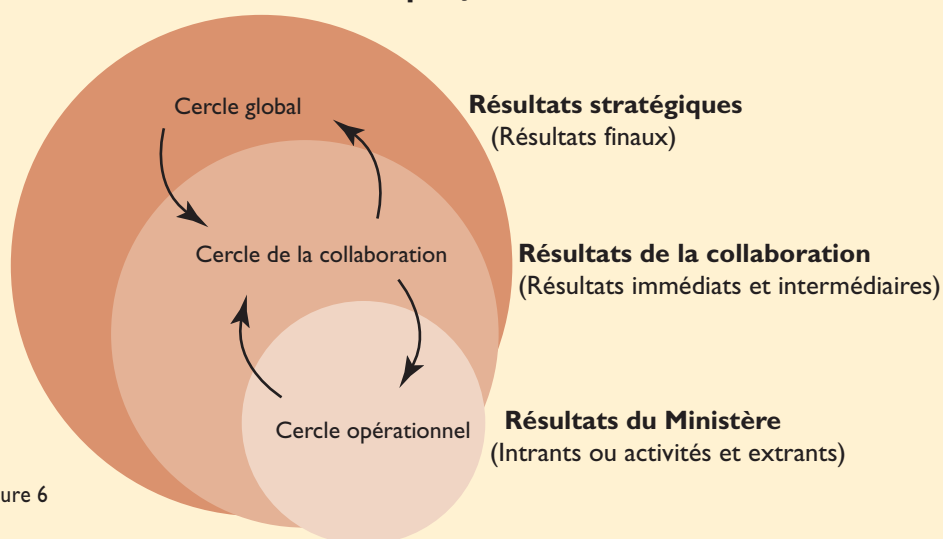 Cercle global
Résultats stratégiques
(Résultats finaux)
Cercle de la collaboration
Résultats de la collaboration
(Résultats immédiats et intermédiaires)
Cercle opérationnel
Résultats du Ministère
(Intrants ou activités et extrants)
ure 6